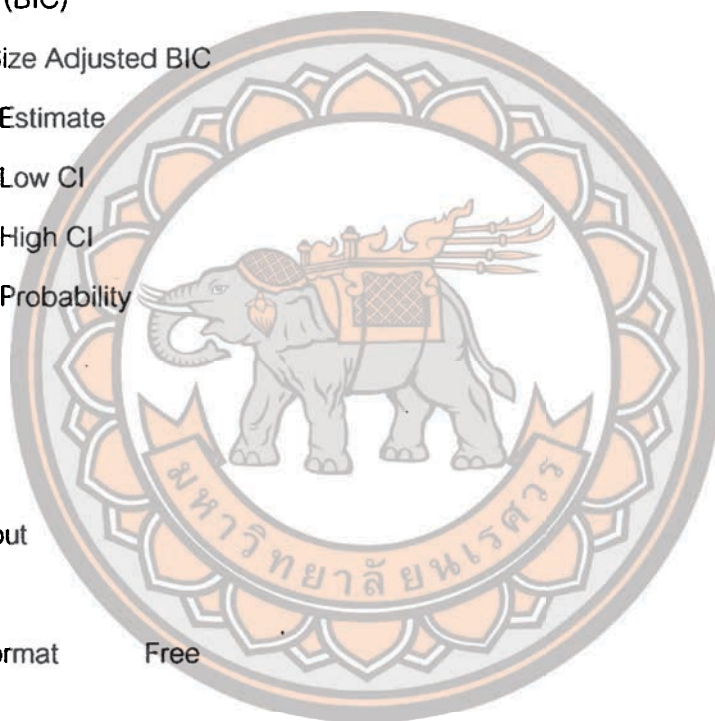 (BIC)
ize Adjusted BIC
Estimate
Low CI
High CI
Probability
มหาวิทยาลัยนเรศวร
out
ormat Free